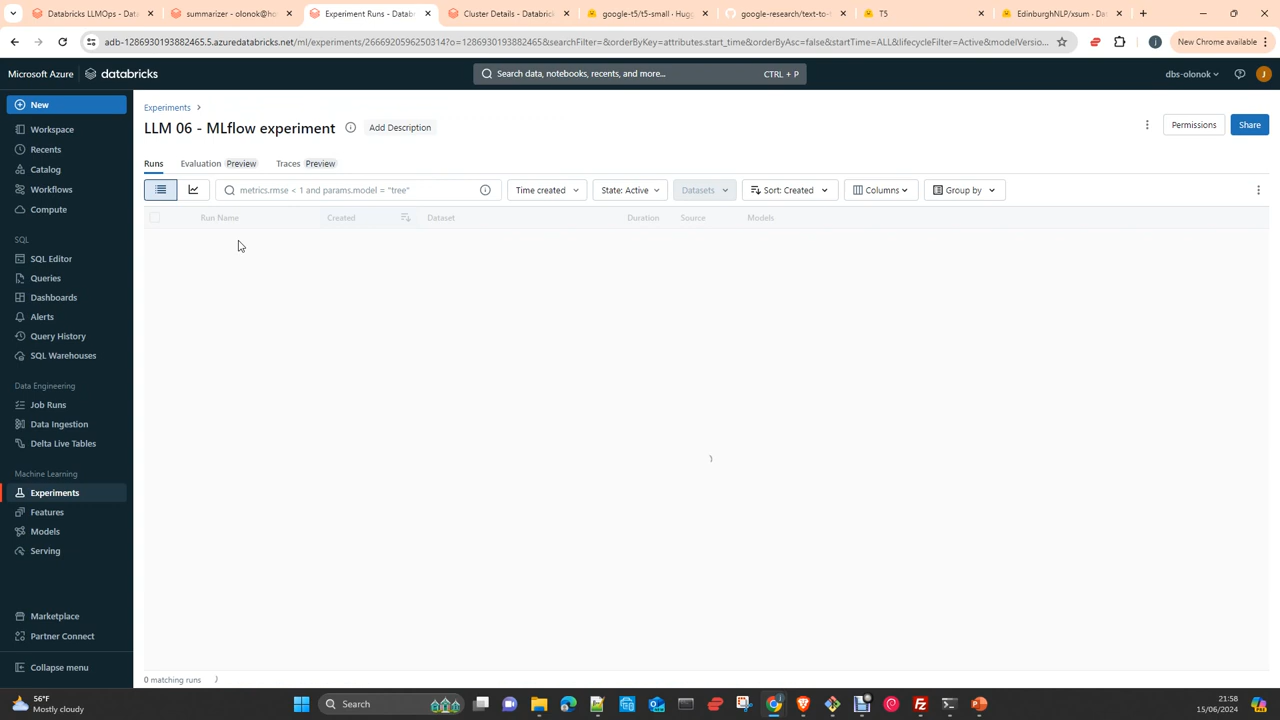 Databricks LLMOps
summarizer - olonok@ho
Experiment Runs - Datab
Cluster Details - Databrick
google-t5/t5-small · Hugg
google-research/text-to-
T5
EdinburghNLP/xsum · Da
adb-1286930193882465.5.azuredatabricks.net/ml/experiments/266692059625031​4?o=1286930193882465&searchFilter=&orderByKey=attributes.start_time&orderByAsc=false&startTime=ALL&lifecycleFilter=Active&modelVersio...
New Chrome available
Microsoft Azure
databricks
Search data, notebooks, recents, and more...
CTRL + P
dbs-olonok
J
New
Workspace
Recents
Catalog
Workflows
Compute
SQL
SQL Editor
Queries
Dashboards
Alerts
Query History
SQL Warehouses
Data Engineering
Job Runs
Data Ingestion
Delta Live Tables
Machine Learning
Experiments
Features
Models
Serving
Marketplace
Partner Connect
Collapse menu
Experiments
LLM 06 - MLflow experiment
Add Description
Permissions
Share
Runs
Evaluation Preview
Traces Preview
metrics.rmse < 1 and params.model = "tree"
Time created
State: Active
Datasets
Sort: Created
Columns
Group by
Run Name
Created
Dataset
Duration
Source
Models
0 matching runs
56°F
Mostly cloudy
Search
21:58
15/06/2024